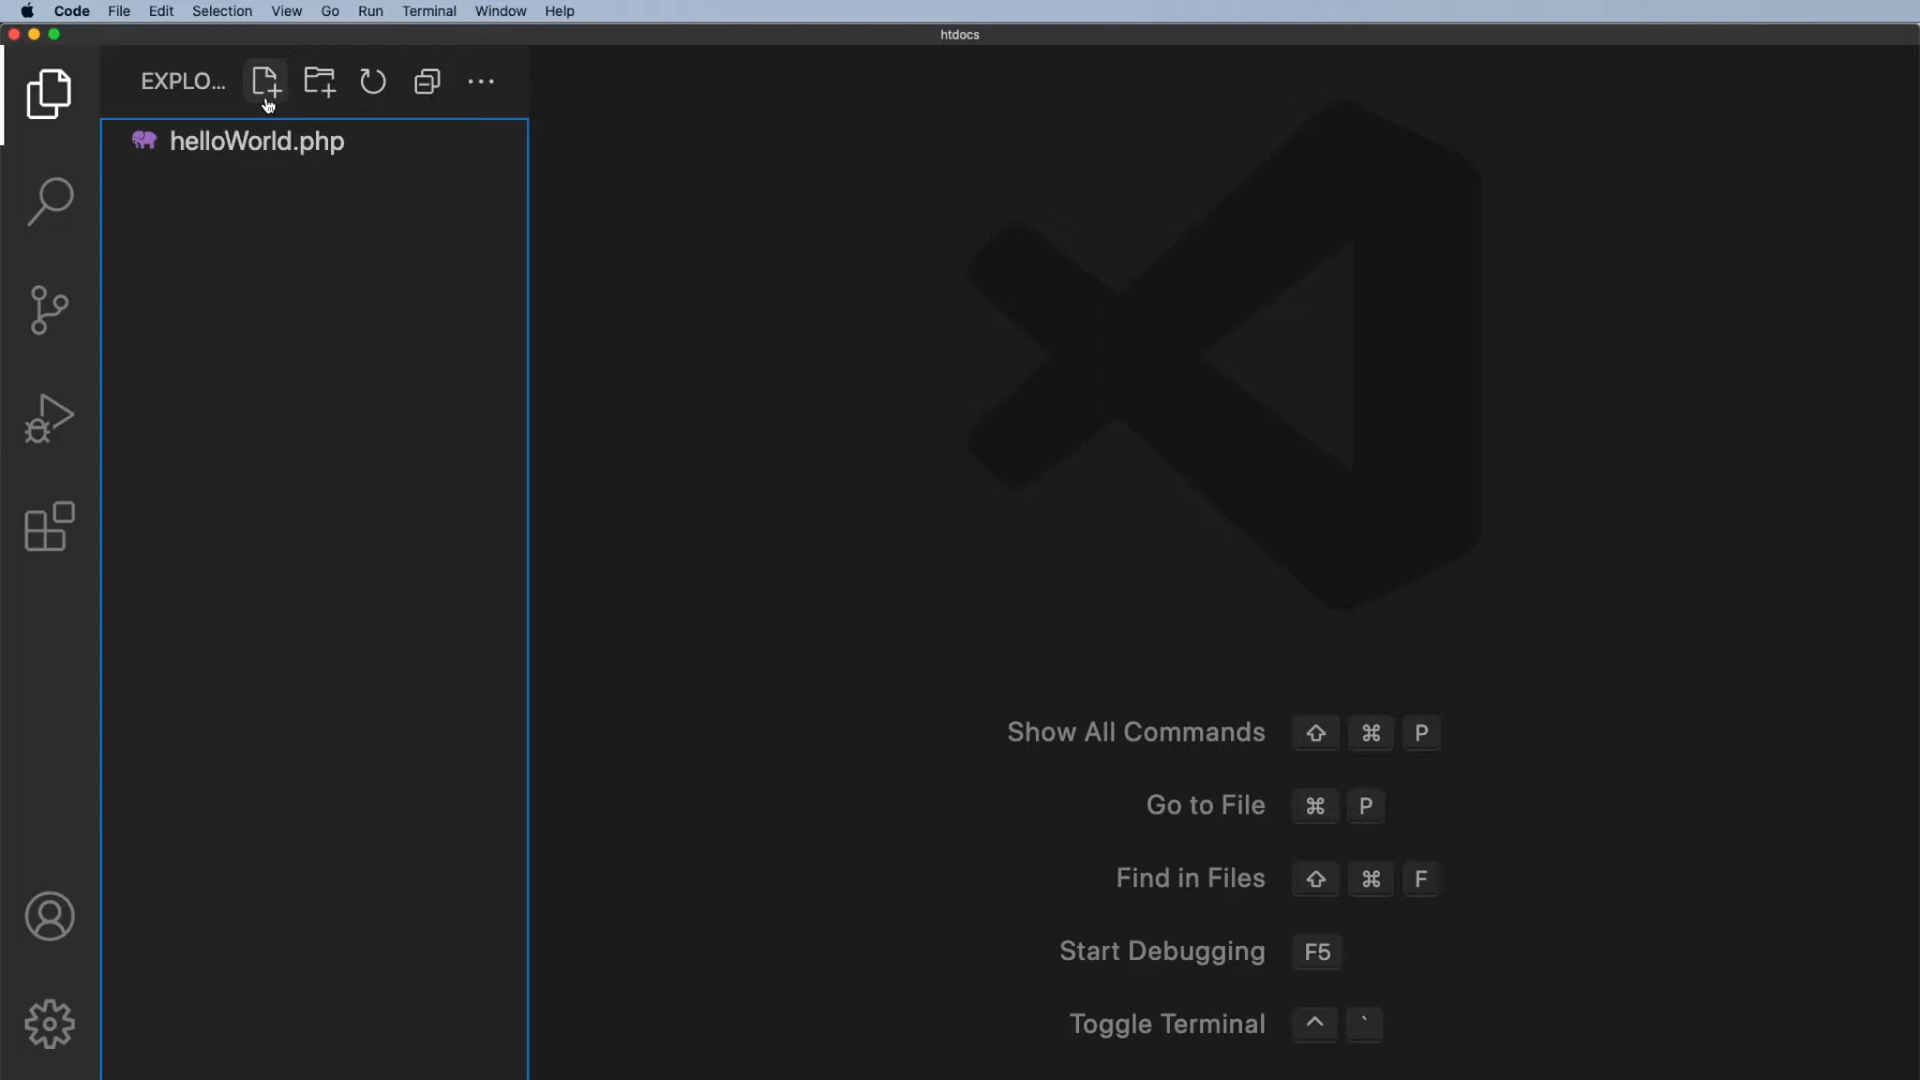 Code File Edit Selection View Go Run Terminal Window Help
htdocs
EXPLO...
helloWorld.php
Show All Commands ⇧ ⌘ P
Go to File ⌘ P
Find in Files ⇧ ⌘ F
Start Debugging F5
Toggle Terminal ^ `